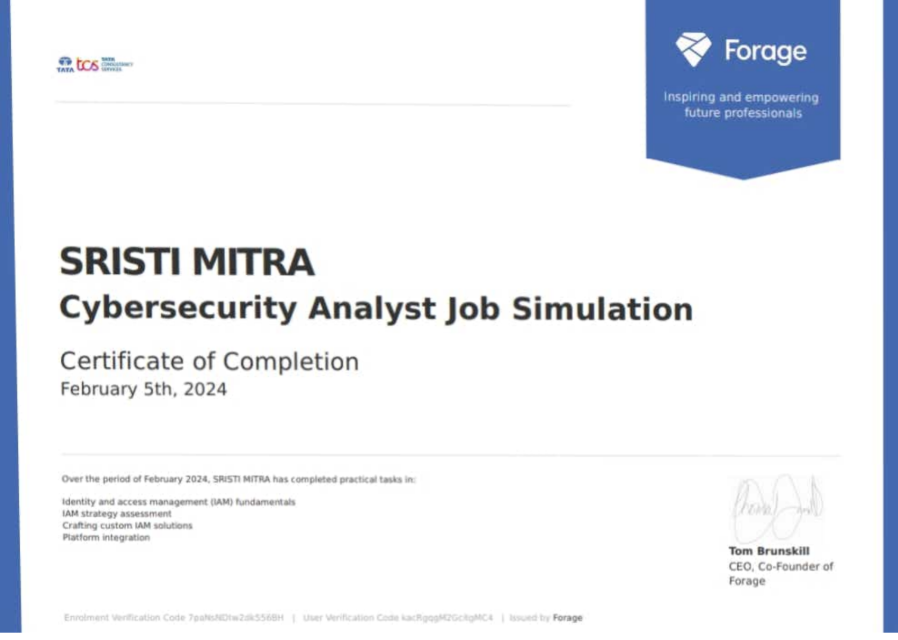 TATA
tcs
TATA
CONSULTANCY
SERVICES
Forage
Inspiring and empowering
future professionals
SRISTI MITRA
Cybersecurity Analyst Job Simulation
Certificate of Completion
February 5th, 2024
Over the period of February 2024, SRISTI MITRA has completed practical tasks in:
Identity and access management (IAM) fundamentals
IAM strategy assessment
Crafting custom IAM solutions
Platform integration
Tom Brunskill
CEO, Co-Founder of
Forage
Enrolment Verification Code | User Verification Code | Issued by Forage